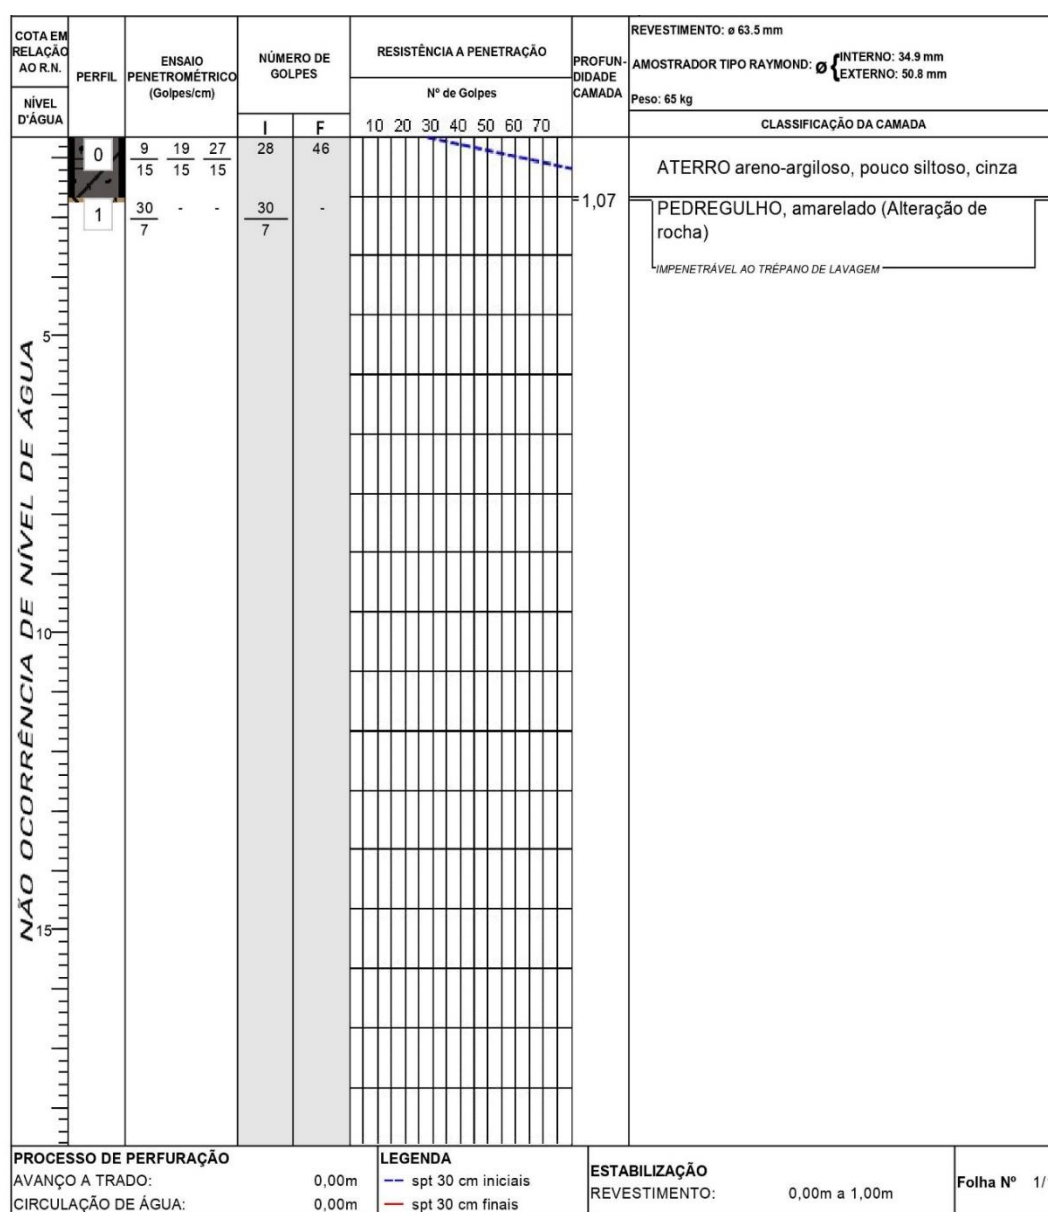 COTA EM
RELAÇÃO
AO R.N.
NÍVEL
D'ÁGUA
PERFIL
ENSAIO
PENETROMÉTRICO
(Golpes/cm)
NÚMERO DE
GOLPES
I F
RESISTÊNCIA A PENETRAÇÃO
Nº de Golpes
10 20 30 40 50 60 70
PROFUN-
DIDADE
CAMADA
REVESTIMENTO: ø 63.5 mm
AMOSTRADOR TIPO RAYMOND: ø { INTERNO: 34.9 mm
EXTERNO: 50.8 mm
Peso: 65 kg
CLASSIFICAÇÃO DA CAMADA
0 9 19 27 28 46
15 15 15
ATERRO areno-argiloso, pouco siltoso, cinza
1,07
1 30 - - 30 -
7 7
PEDREGULHO, amarelado (Alteração de
rocha)
IMPENETRÁVEL AO TRÉPANO DE LAVAGEM
5
10
15
NÃO OCORRÊNCIA DE NÍVEL DE ÁGUA
PROCESSO DE PERFURAÇÃO
AVANÇO A TRADO: 0,00m
CIRCULAÇÃO DE ÁGUA: 0,00m
LEGENDA
spt 30 cm iniciais
spt 30 cm finais
ESTABILIZAÇÃO
REVESTIMENTO: 0,00m a 1,00m
Folha Nº 1/